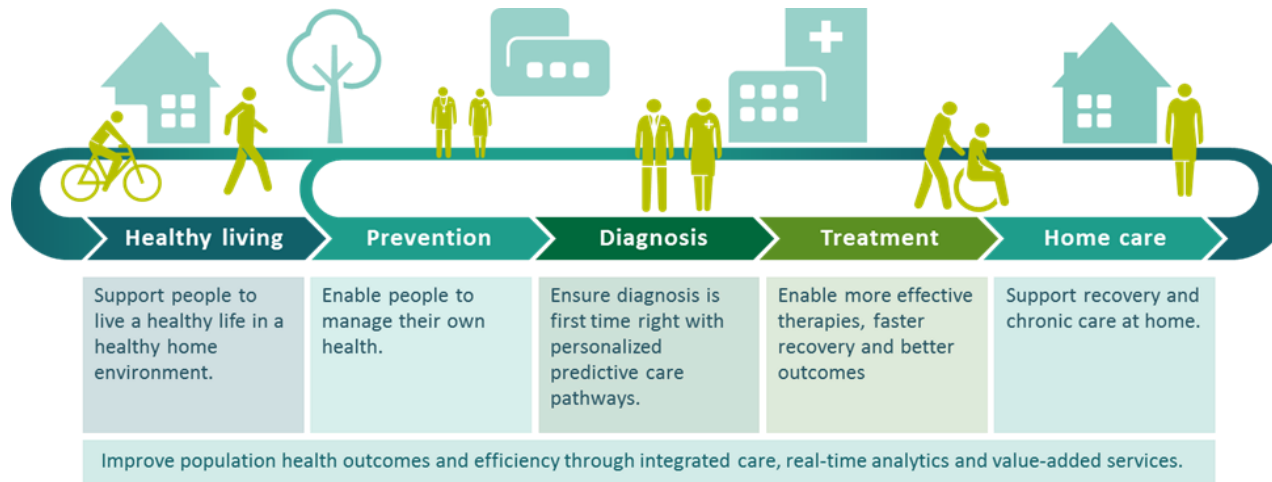 Healthy living
Prevention
Diagnosis
Treatment
Home care
Support people to
live a healthy life in a
healthy home
environment.
Enable people to
manage their own
health.
Ensure diagnosis is
first time right with
personalized
predictive care
pathways.
Enable more effective
therapies, faster
recovery and better
outcomes
Support recovery and
chronic care at home.
Improve population health outcomes and efficiency through integrated care, real-time analytics and value-added services.